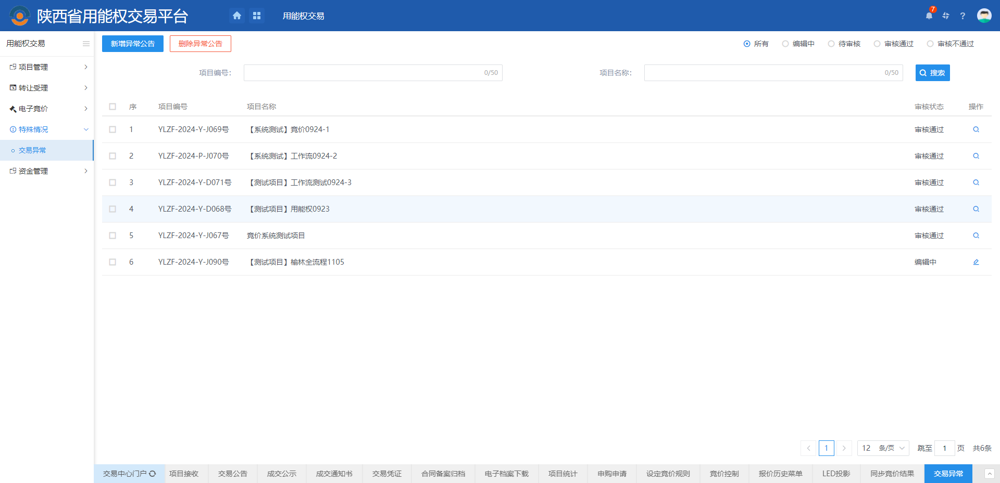 陕西省用能权交易平台
用能权交易
7
?
用能权交易
项目管理
转让受理
电子竞价
特殊情况
交易异常
资金管理
新增异常公告 删除异常公告
所有 编辑中 待审核 审核通过 审核不通过
项目编号： 0/50 项目名称： 0/50 搜索
序 项目编号 项目名称 审核状态 操作
1 YLZF-2024-Y-J069号 【系统测试】竞价0924-1 审核通过
2 YLZF-2024-P-J070号 【系统测试】工作流0924-2 审核通过
3 YLZF-2024-Y-D071号 【测试项目】工作流测试0924-3 审核通过
4 YLZF-2024-Y-D068号 【测试项目】用能权0923 审核通过
5 YLZF-2024-Y-J067号 竞价系统测试项目 审核通过
6 YLZF-2024-Y-J090号 【测试项目】榆林全流程1105 编辑中
1 12 条/页 跳至 1 页 共6条
交易中心门户 项目接收 交易公告 成交公示 成交通知书 交易凭证 合同备案归档 电子档案下载 项目统计 申购申请 设定竞价规则 竞价控制 报价历史菜单 LED投影 同步竞价结果 交易异常